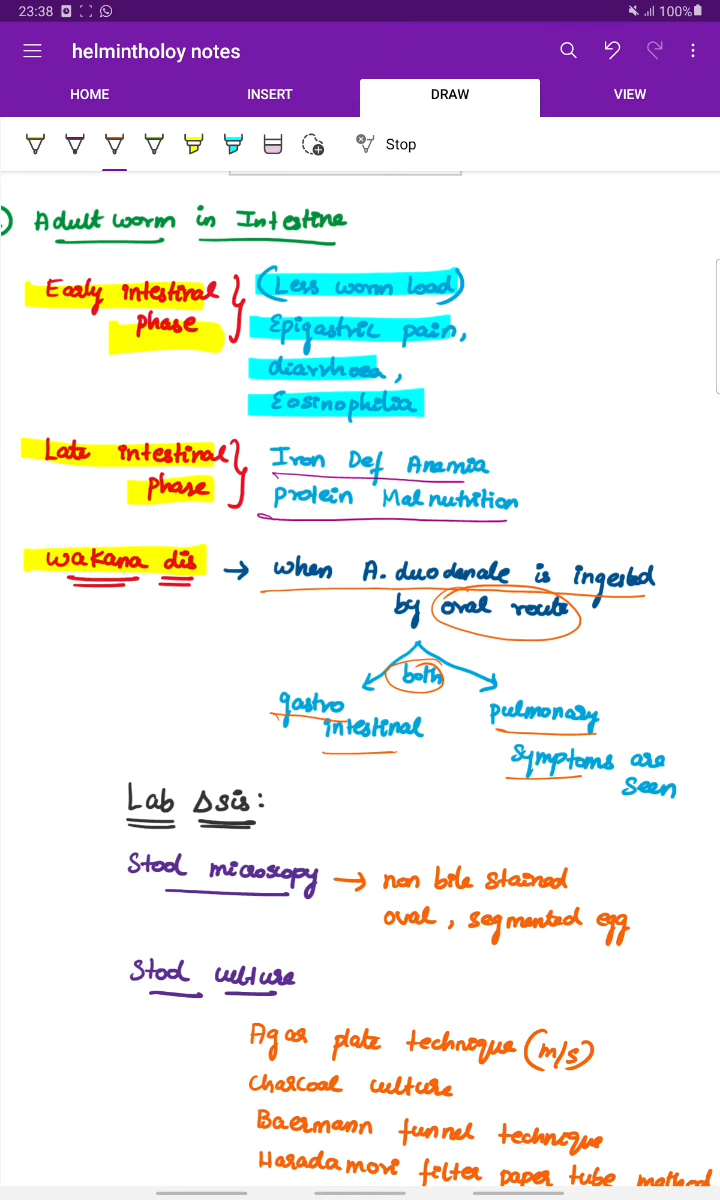 23:38
100%
helmintholoy notes
HOME INSERT DRAW VIEW
Stop
) Adult worm in Intestine
Early intestinal phase } (Less worm load)
Epigastric pain,
diarrhoea,
Eosinophilia
Late intestinal phase } Iron Def Anemia
Protein Malnutrition
wakana dis → when A. duodenale is ingested
by oral route
both
gastro
intestinal
pulmonary
symptoms are
seen
Lab Δsis:
Stool microscopy → non bile stained
oval, segmented egg
Stool culture
Agar plate technique (m/s)
Charcoal culture
Baermann funnel technique
Harada mori filter paper tube method